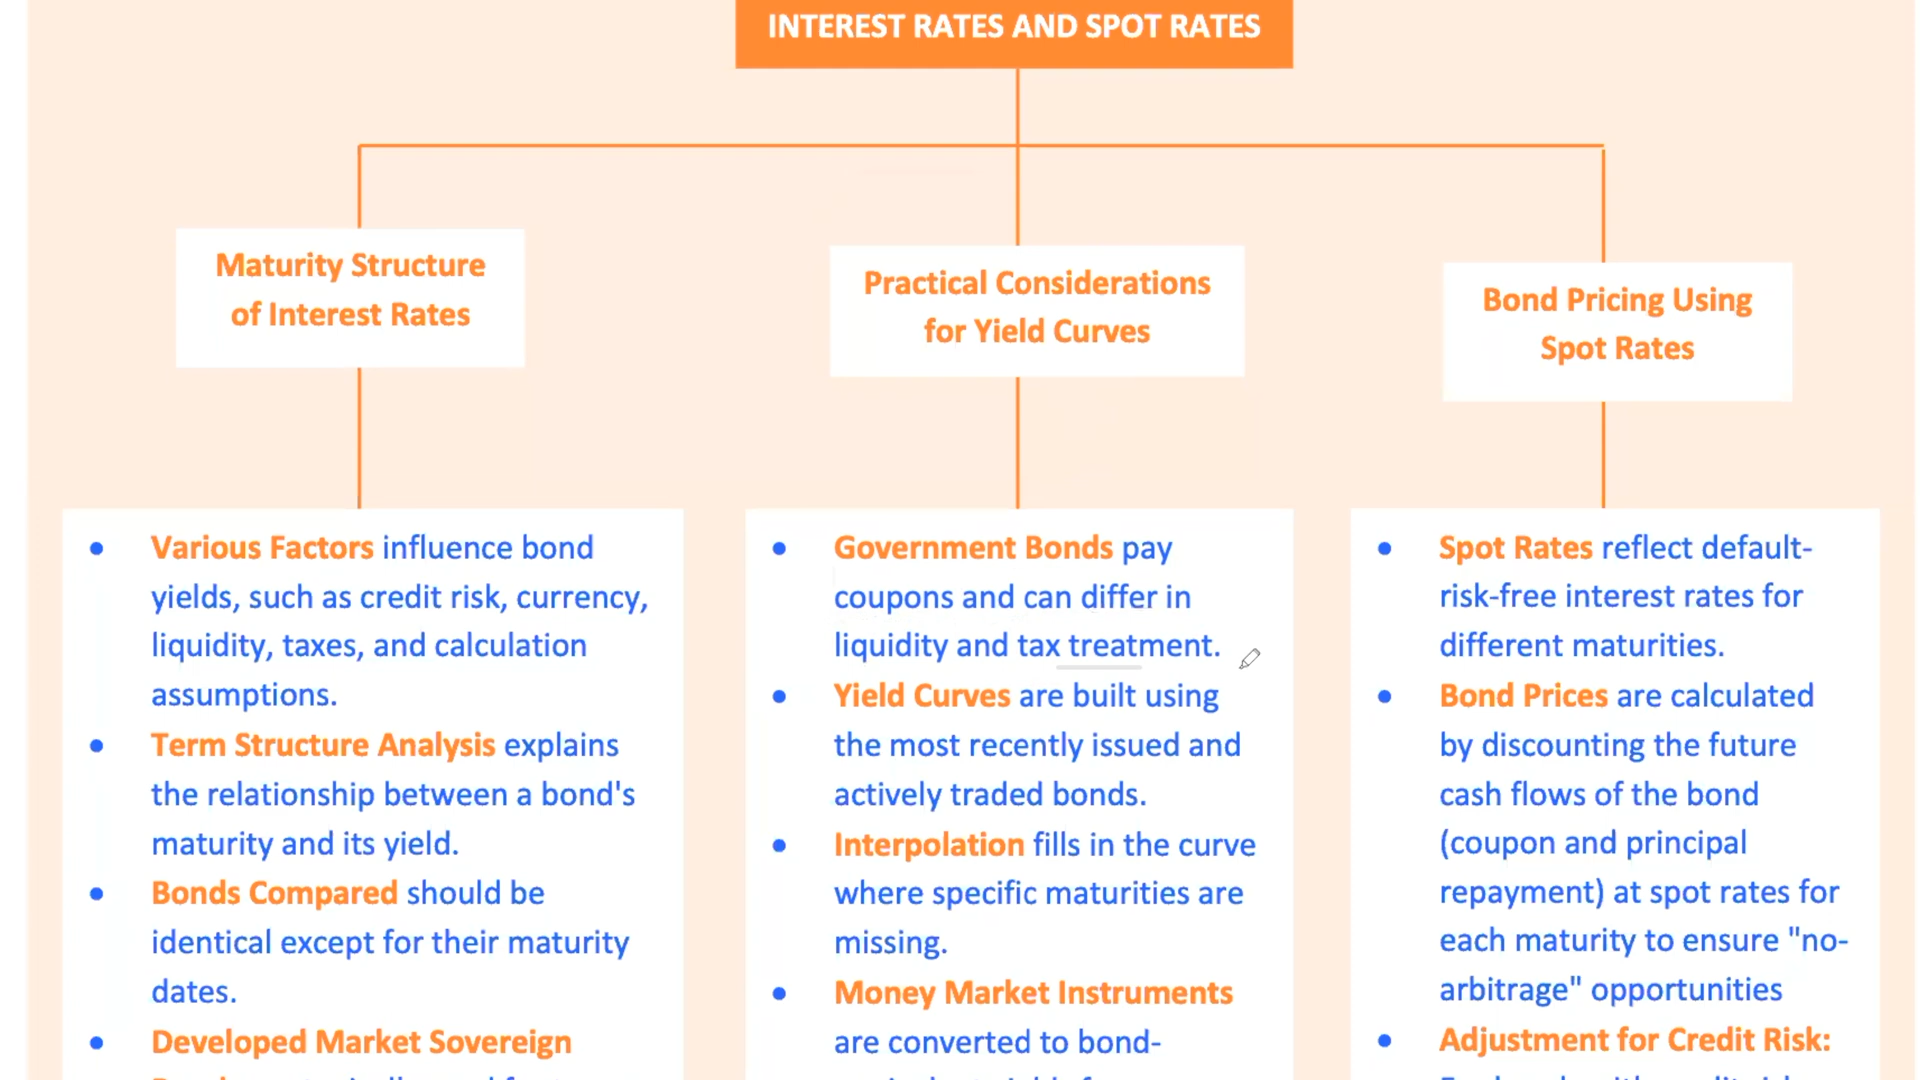 INTEREST RATES AND SPOT RATES
Maturity Structure
of Interest Rates
Practical Considerations
for Yield Curves
Bond Pricing Using
Spot Rates
• Various Factors influence bond
yields, such as credit risk, currency,
liquidity, taxes, and calculation
assumptions.
• Term Structure Analysis explains
the relationship between a bond's
maturity and its yield.
• Bonds Compared should be
identical except for their maturity
dates.
• Developed Market Sovereign
• Government Bonds pay
coupons and can differ in
liquidity and tax treatment.
• Yield Curves are built using
the most recently issued and
actively traded bonds.
• Interpolation fills in the curve
where specific maturities are
missing.
• Money Market Instruments
are converted to bond-
• Spot Rates reflect default-
risk-free interest rates for
different maturities.
• Bond Prices are calculated
by discounting the future
cash flows of the bond
(coupon and principal
repayment) at spot rates for
each maturity to ensure "no-
arbitrage" opportunities
• Adjustment for Credit Risk: